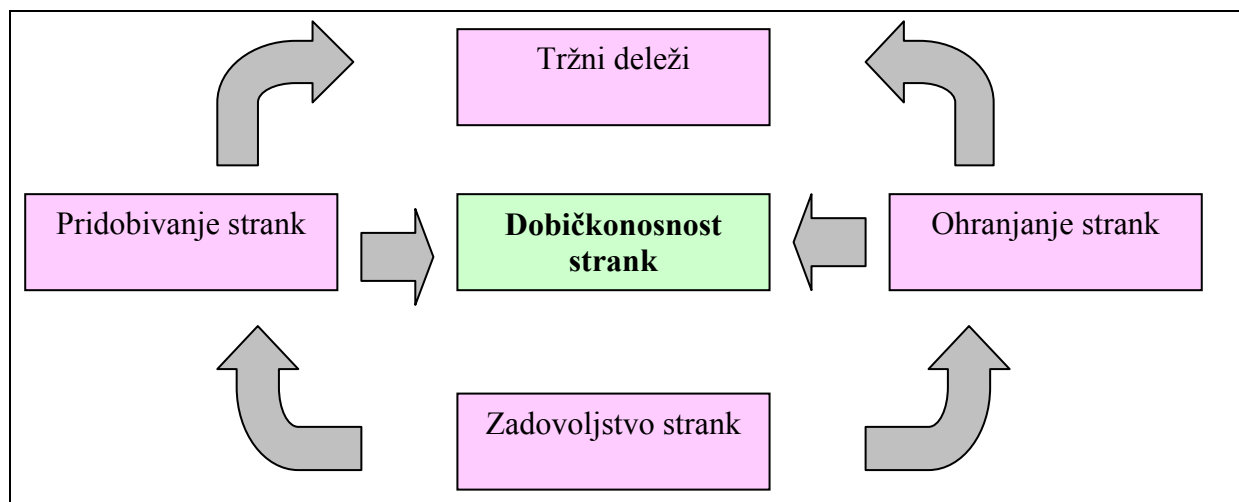 Tržni deleži
Pridobivanje strank
Dobičkonosnost
strank
Ohranjanje strank
Zadovoljstvo strank